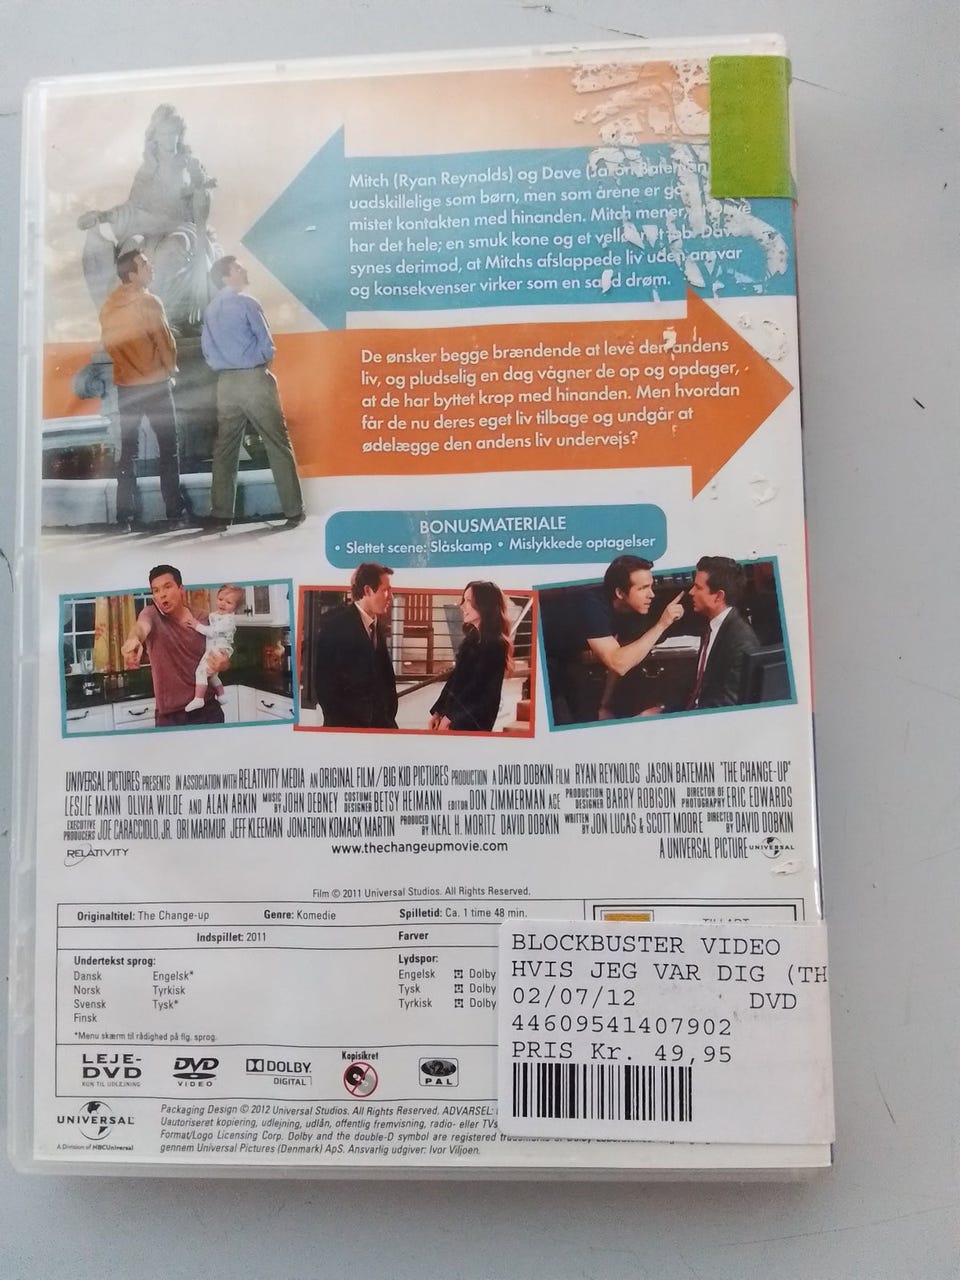 Mitch (Ryan Reynolds) og Dave (Jason Bateman
uadskillelige som børn, men som årene er
mistet kontakten med hinanden. Mitch mener,
har det hele; en smuk kone og et job. Dave
synes derimod, at Mitchs afslappede liv uden ansvar
og konsekvenser virker som en sand drøm.
De ønsker begge brændende at leve den andens
liv, og pludselig en dag vågner de op og opdager,
at de har byttet krop med hinanden. Men hvordan
får de nu deres eget liv tilbage og undgår at
ødelægge den andens liv undervejs?
BONUSMATERIALE
• Slettet scene: Slåskamp • Mislykkede optagelser
UNIVERSAL PICTURES PRESENTS IN ASSOCIATION WITH RELATIVITY MEDIA AN ORIGINAL FILM/BIG KID PICTURES PRODUCTION A DAVID DOBKIN FILM RYAN REYNOLDS JASON BATEMAN "THE CHANGE-UP"
LESLIE MANN OLIVIA WILDE AND ALAN ARKIN MUSIC BY JOHN DEBNEY COSTUME DESIGNER BETSY HEIMANN EDITOR DON ZIMMERMAN ACE PRODUCTION DESIGNER BARRY ROBISON DIRECTOR OF PHOTOGRAPHY ERIC EDWARDS
EXECUTIVE PRODUCERS JOE CARACCIOLO, JR. ORI MARMUR JEFF KLEEMAN JONATHON KOMACK MARTIN PRODUCED BY NEAL H. MORITZ DAVID DOBKIN WRITTEN BY JON LUCAS & SCOTT MOORE DIRECTED BY DAVID DOBKIN
RELATIVITY
www.thechangeupmovie.com
A UNIVERSAL PICTURE UNIVERSAL
Film © 2011 Universal Studios. All Rights Reserved.
Originaltitel: The Change-up Genre: Komedie Spilletid: Ca. 1 time 48 min.
Indspillet: 2011 Farver
Undertekst sprog: Lydspor:
Dansk Engelsk* Engelsk Dolby
Norsk Tyrkisk Tysk Dolby
Svensk Tysk* Tyrkisk Dolby
Finsk
*Menu skærm til rådighed på flg. sprog.
LEJE-
DVD
KUN TIL UDLEJNING
DVD
VIDEO
DOLBY
DIGITAL
Kopisikret
2
PAL
BLOCKBUSTER VIDEO
HVIS JEG VAR DIG (TH
02/07/12 DVD
44609541407902
PRIS Kr. 49,95
UNIVERSAL
A Division of NBCUniversal
Packaging Design © 2012 Universal Studios. All Rights Reserved. ADVARSEL:
Uautoriseret kopiering, udlejning, udlån, offentlig fremvisning, radio- eller TVs
Format/Logo Licensing Corp. Dolby and the double-D symbol are registered
gennem Universal Pictures (Denmark) ApS. Ansvarlig udgiver: Ivor Viljoen.